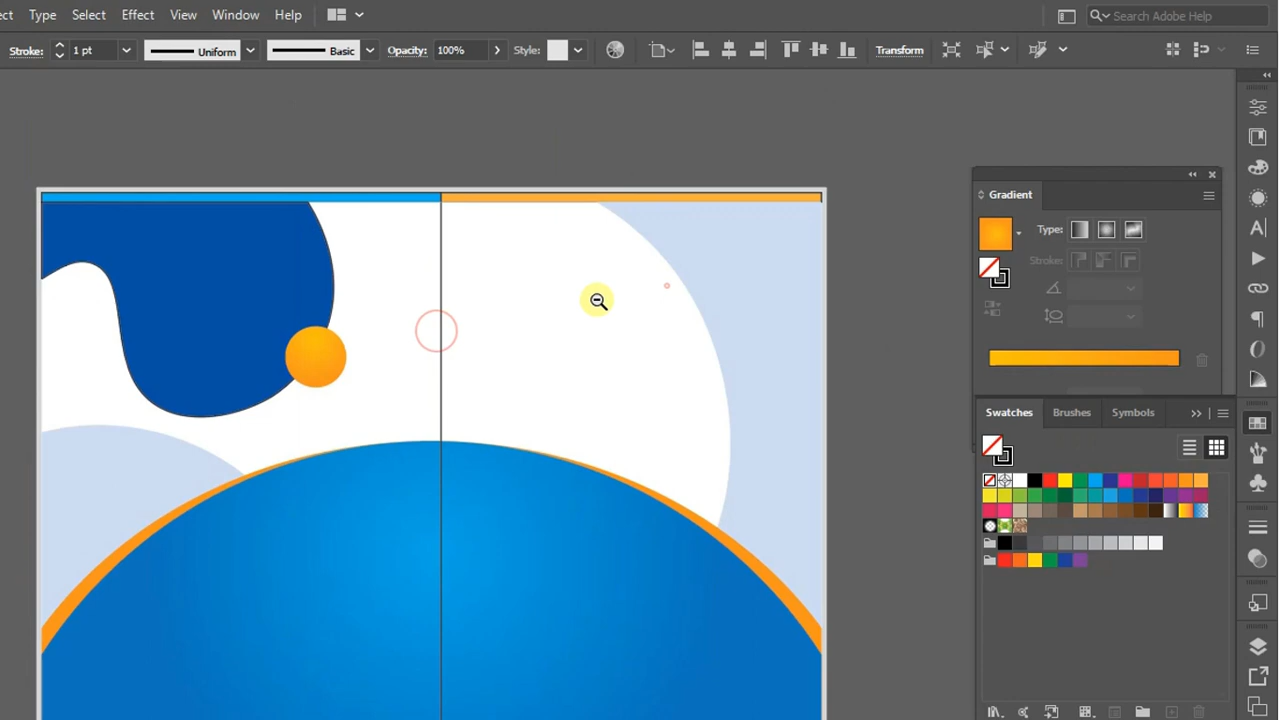 ct Type Select Effect View Window Help Search Adobe Help
Stroke: 1 pt Uniform Basic Opacity: 100% Style: Transform
Gradient
Type:
Stroke:
Swatches Brushes Symbols